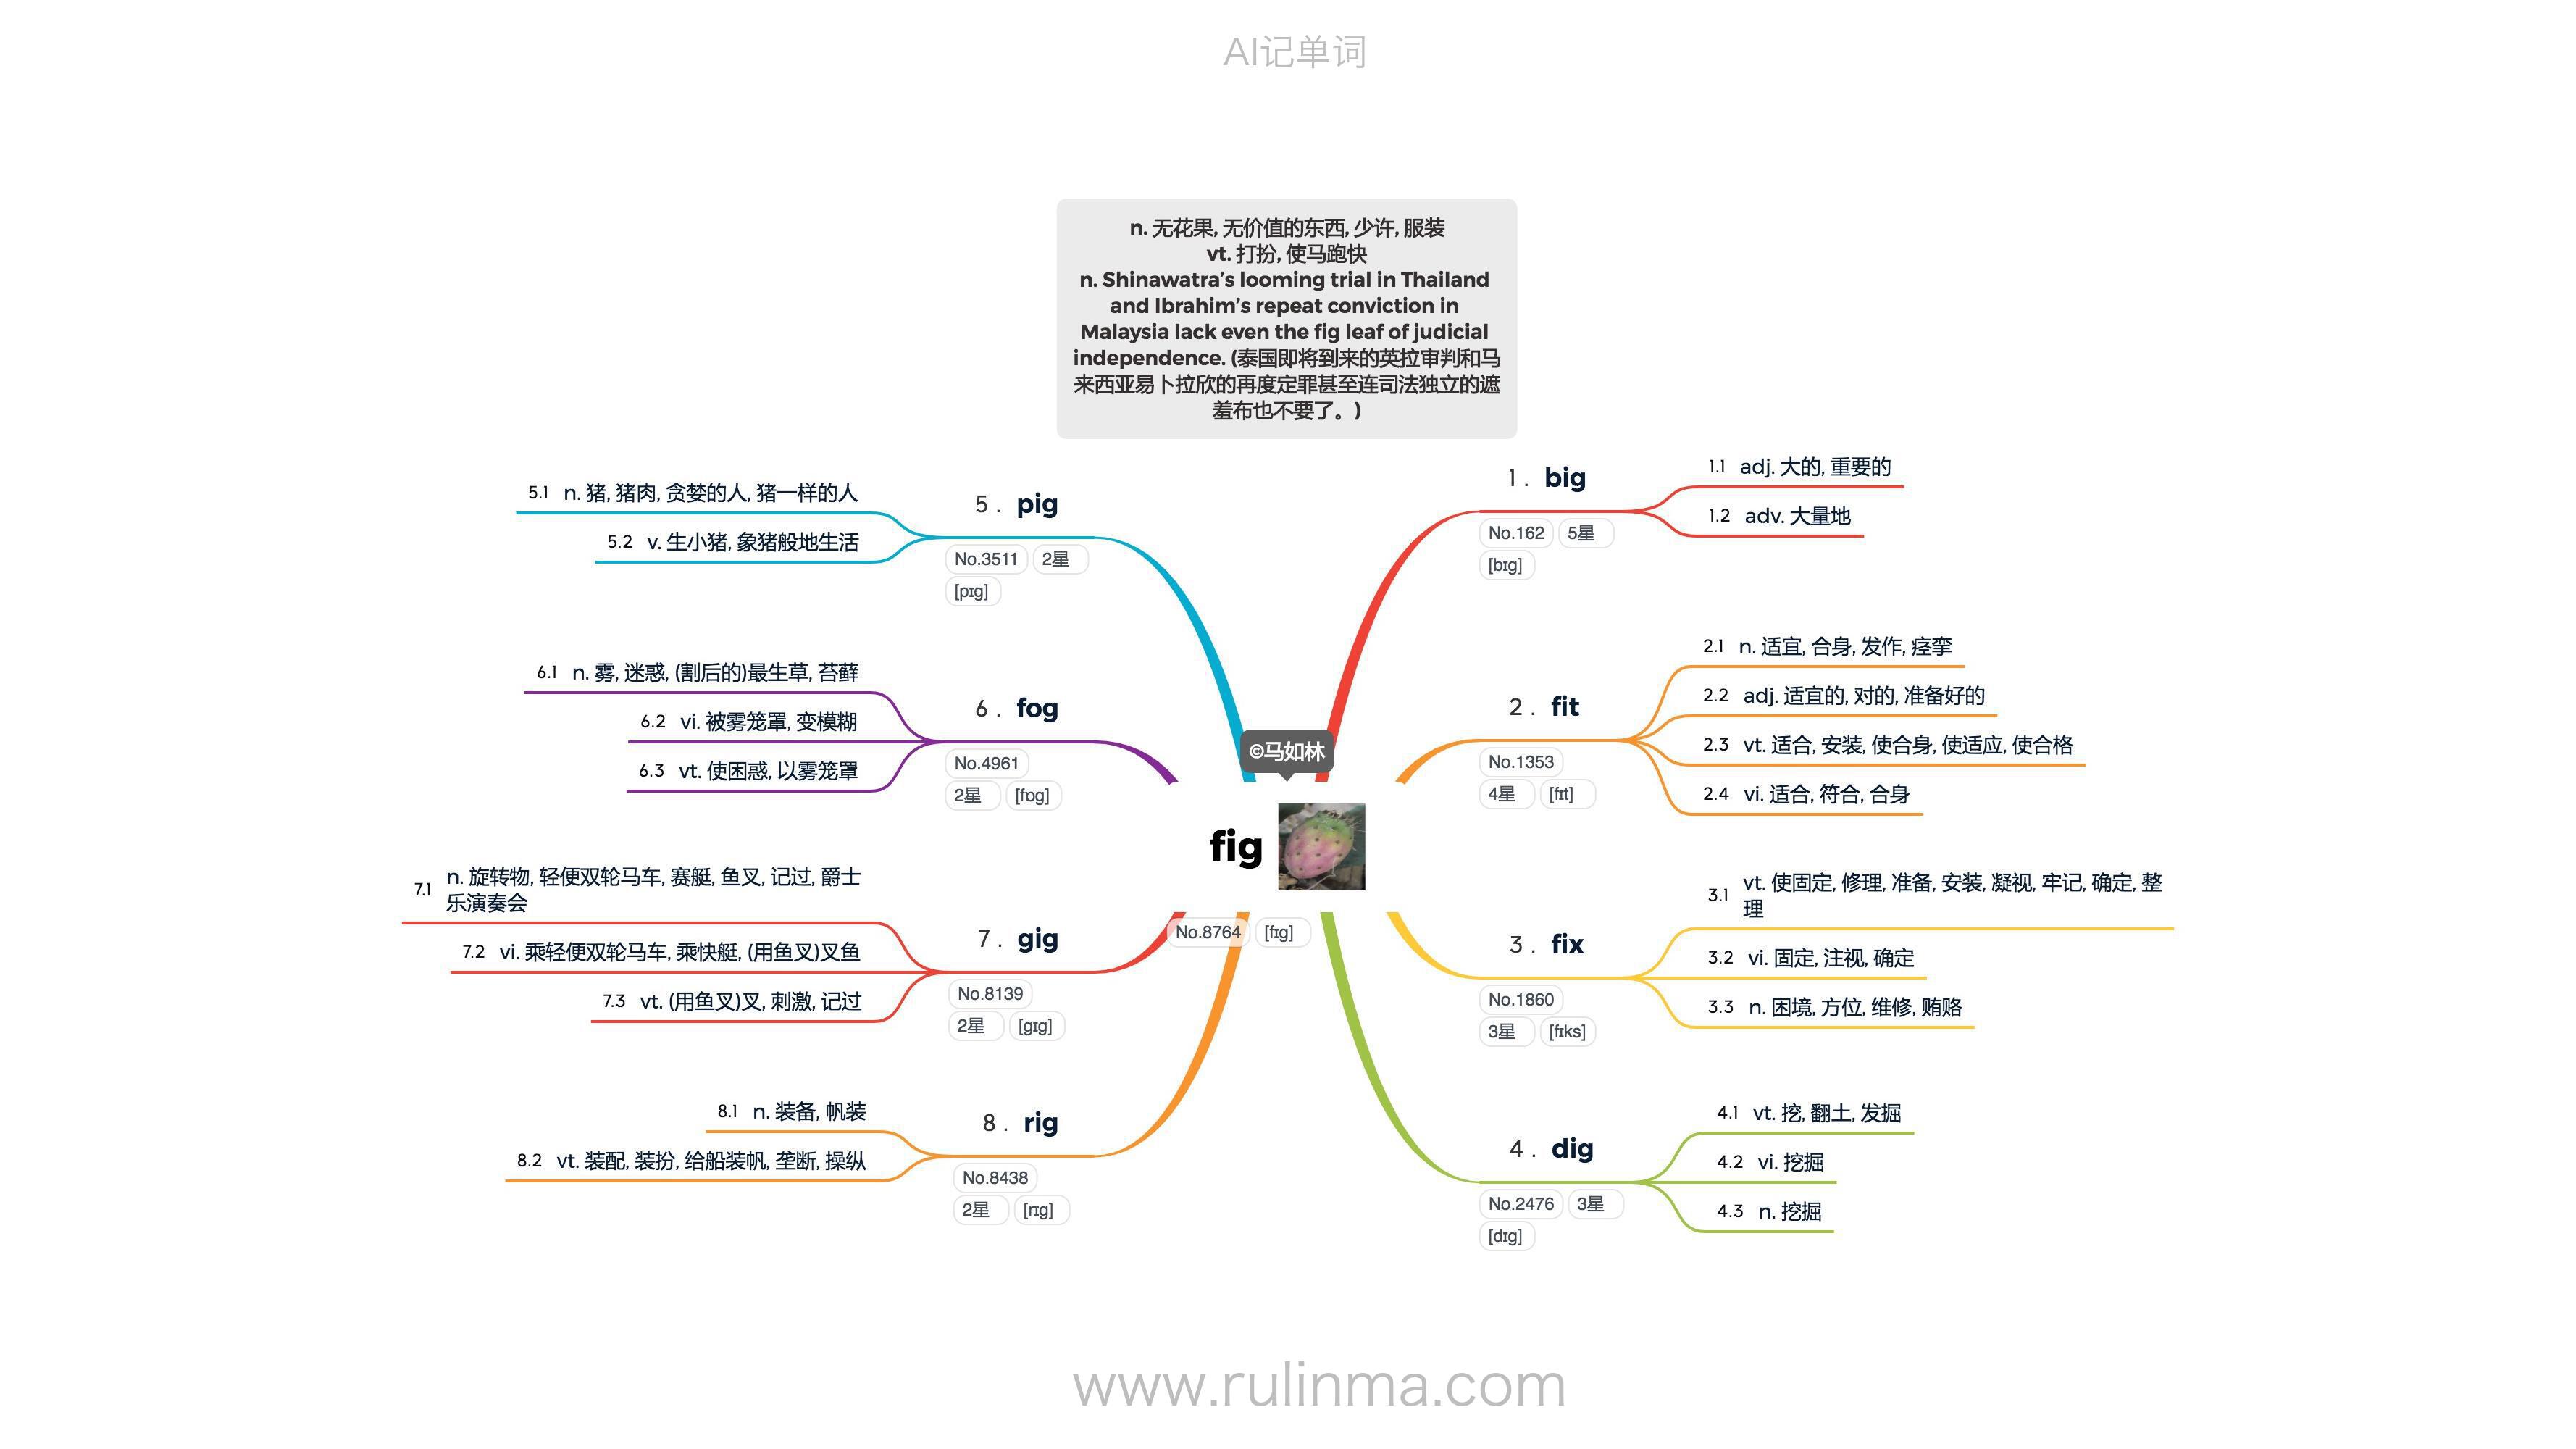 AI记单词
n. 无花果, 无价值的东西, 少许, 服装
vt. 打扮, 使马跑快
n. Shinawatra’s looming trial in Thailand
and Ibrahim’s repeat conviction in
Malaysia lack even the fig leaf of judicial
independence. (泰国即将到来的英拉审判和马
来西亚易卜拉欣的再度定罪甚至连司法独立的遮
羞布也不要了。)
©马如林
fig
No.8764 [fɪg]
1. big
No.162 5星
[bɪg]
1.1 adj. 大的, 重要的
1.2 adv. 大量地
2. fit
No.1353
4星 [fɪt]
2.1 n. 适宜, 合身, 发作, 痉挛
2.2 adj. 适宜的, 对的, 准备好的
2.3 vt. 适合, 安装, 使合身, 使适应, 使合格
2.4 vi. 适合, 符合, 合身
3. fix
No.1860
3星 [fɪks]
3.1 vt. 使固定, 修理, 准备, 安装, 凝视, 牢记, 确定, 整
理
3.2 vi. 固定, 注视, 确定
3.3 n. 困境, 方位, 维修, 贿赂
4. dig
No.2476 3星
[dɪg]
4.1 vt. 挖, 翻土, 发掘
4.2 vi. 挖掘
4.3 n. 挖掘
5. pig
No.3511 2星
[pɪg]
5.1 n. 猪, 猪肉, 贪婪的人, 猪一样的人
5.2 v. 生小猪, 象猪般地生活
6. fog
No.4961
2星 [fɒg]
6.1 n. 雾, 迷惑, (割后的)最生草, 苔藓
6.2 vi. 被雾笼罩, 变模糊
6.3 vt. 使困惑, 以雾笼罩
7. gig
No.8139
2星 [gɪg]
7.1 n. 旋转物, 轻便双轮马车, 赛艇, 鱼叉, 记过, 爵士
乐演奏会
7.2 vi. 乘轻便双轮马车, 乘快艇, (用鱼叉)叉鱼
7.3 vt. (用鱼叉)叉, 刺激, 记过
8. rig
No.8438
2星 [rɪg]
8.1 n. 装备, 帆装
8.2 vt. 装配, 装扮, 给船装帆, 垄断, 操纵
www.rulinma.com